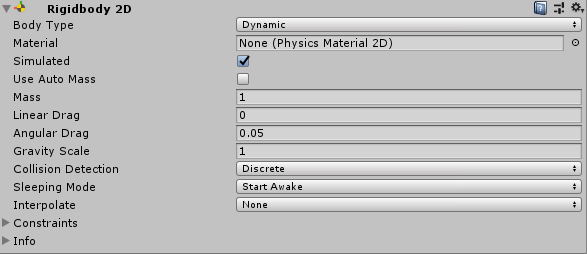 Rigidbody 2D
Body Type Dynamic
Material None (Physics Material 2D)
Simulated
Use Auto Mass
Mass 1
Linear Drag 0
Angular Drag 0.05
Gravity Scale 1
Collision Detection Discrete
Sleeping Mode Start Awake
Interpolate None
Constraints
Info